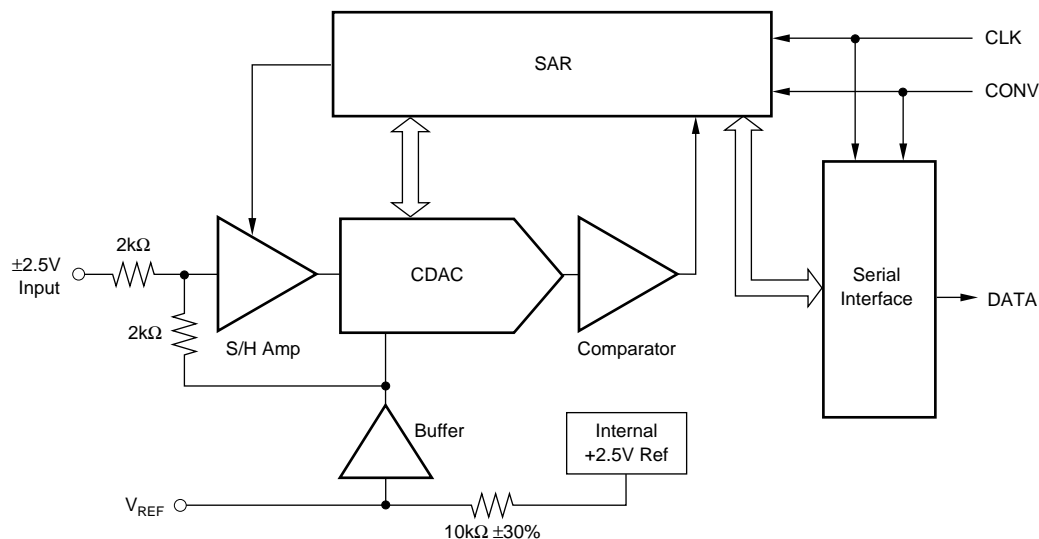 SAR
CLK
CONV
2kΩ
±2.5V
Input
2kΩ
S/H Amp
CDAC
Comparator
Serial
Interface
DATA
Buffer
Internal
+2.5V Ref
VREF
10kΩ ±30%